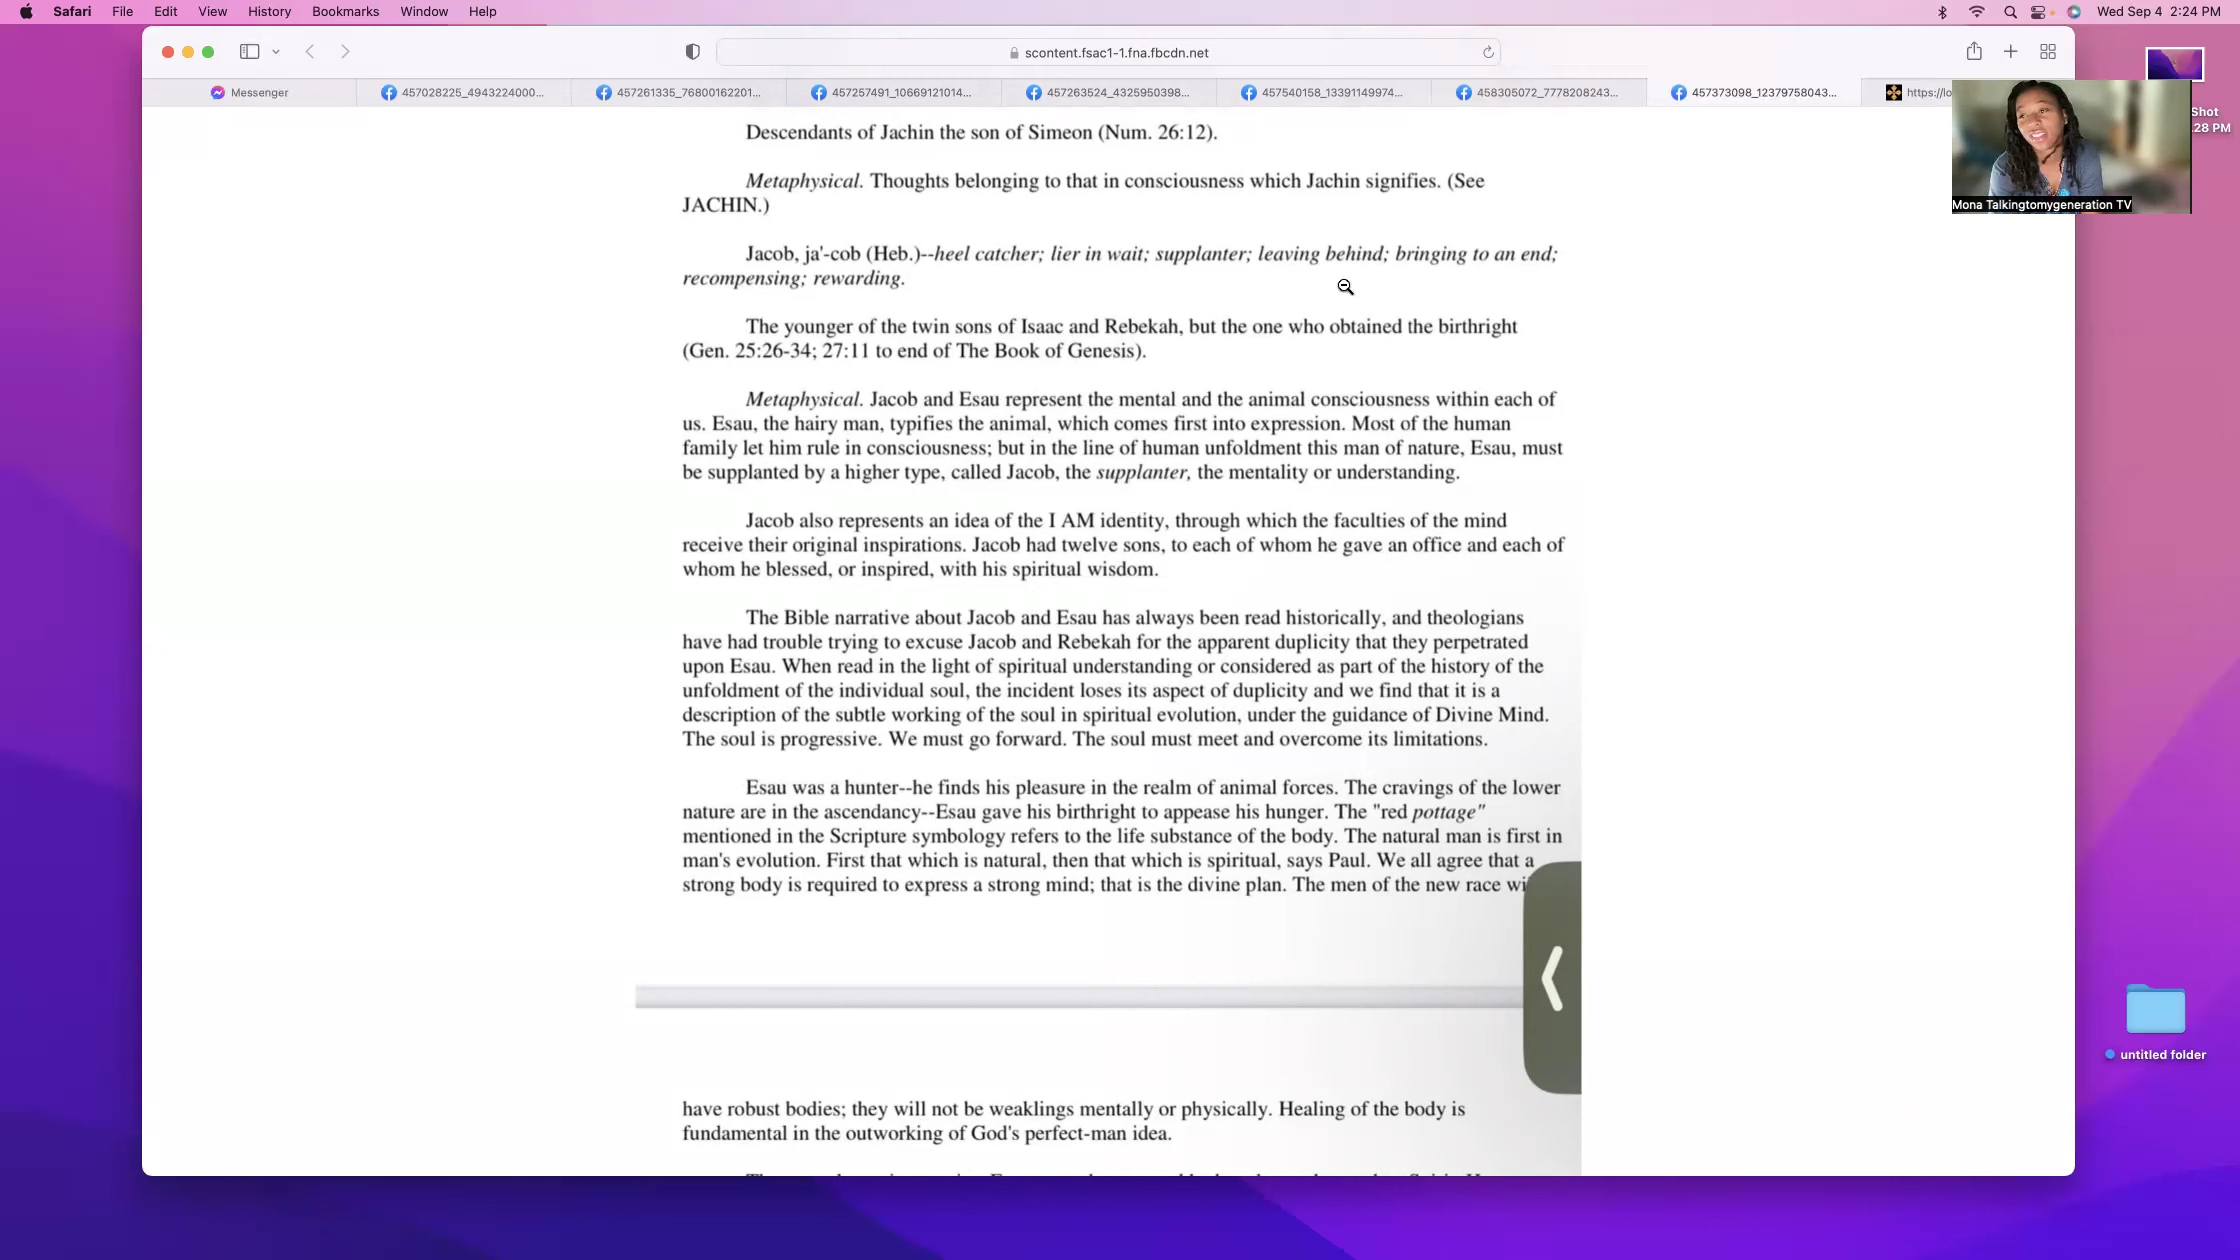 Safari File Edit View History Bookmarks Window Help
Wed Sep 4 2:24 PM
scontent.fsac1-1.fna.fbcdn.net
Messenger
457028225_4943224000...
457261335_76800162201...
457257491_10669121014...
457263524_4325950398...
457540158_13391149974...
458305072_7778208243...
457373098_12379758043...
https://lo
Shot
28 PM
Mona Talkingtomygeneration TV
Descendants of Jachin the son of Simeon (Num. 26:12).
Metaphysical. Thoughts belonging to that in consciousness which Jachin signifies. (See
JACHIN.)
Jacob, ja'-cob (Heb.)--heel catcher; lier in wait; supplanter; leaving behind; bringing to an end;
recompensing; rewarding.
The younger of the twin sons of Isaac and Rebekah, but the one who obtained the birthright
(Gen. 25:26-34; 27:11 to end of The Book of Genesis).
Metaphysical. Jacob and Esau represent the mental and the animal consciousness within each of
us. Esau, the hairy man, typifies the animal, which comes first into expression. Most of the human
family let him rule in consciousness; but in the line of human unfoldment this man of nature, Esau, must
be supplanted by a higher type, called Jacob, the supplanter, the mentality or understanding.
Jacob also represents an idea of the I AM identity, through which the faculties of the mind
receive their original inspirations. Jacob had twelve sons, to each of whom he gave an office and each of
whom he blessed, or inspired, with his spiritual wisdom.
The Bible narrative about Jacob and Esau has always been read historically, and theologians
have had trouble trying to excuse Jacob and Rebekah for the apparent duplicity that they perpetrated
upon Esau. When read in the light of spiritual understanding or considered as part of the history of the
unfoldment of the individual soul, the incident loses its aspect of duplicity and we find that it is a
description of the subtle working of the soul in spiritual evolution, under the guidance of Divine Mind.
The soul is progressive. We must go forward. The soul must meet and overcome its limitations.
Esau was a hunter--he finds his pleasure in the realm of animal forces. The cravings of the lower
nature are in the ascendancy--Esau gave his birthright to appease his hunger. The "red pottage"
mentioned in the Scripture symbology refers to the life substance of the body. The natural man is first in
man's evolution. First that which is natural, then that which is spiritual, says Paul. We all agree that a
strong body is required to express a strong mind; that is the divine plan. The men of the new race wi
have robust bodies; they will not be weaklings mentally or physically. Healing of the body is
fundamental in the outworking of God's perfect-man idea.
untitled folder